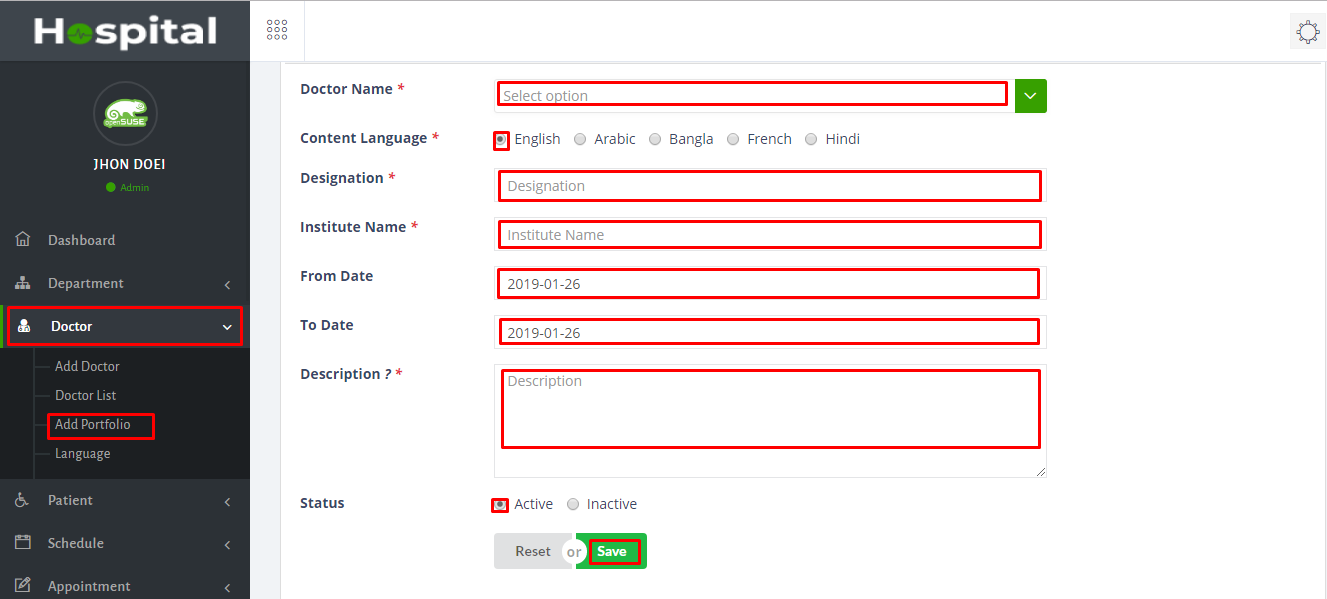 Hospital
openSUSE
JHON DOEI
Admin
Dashboard
Department
Doctor
Add Doctor
Doctor List
Add Portfolio
Language
Patient
Schedule
Appointment
Doctor Name *
Select option
Content Language *
English Arabic Bangla French Hindi
Designation *
Designation
Institute Name *
Institute Name
From Date
2019-01-26
To Date
2019-01-26
Description ? *
Description
Status
Active Inactive
Reset or Save